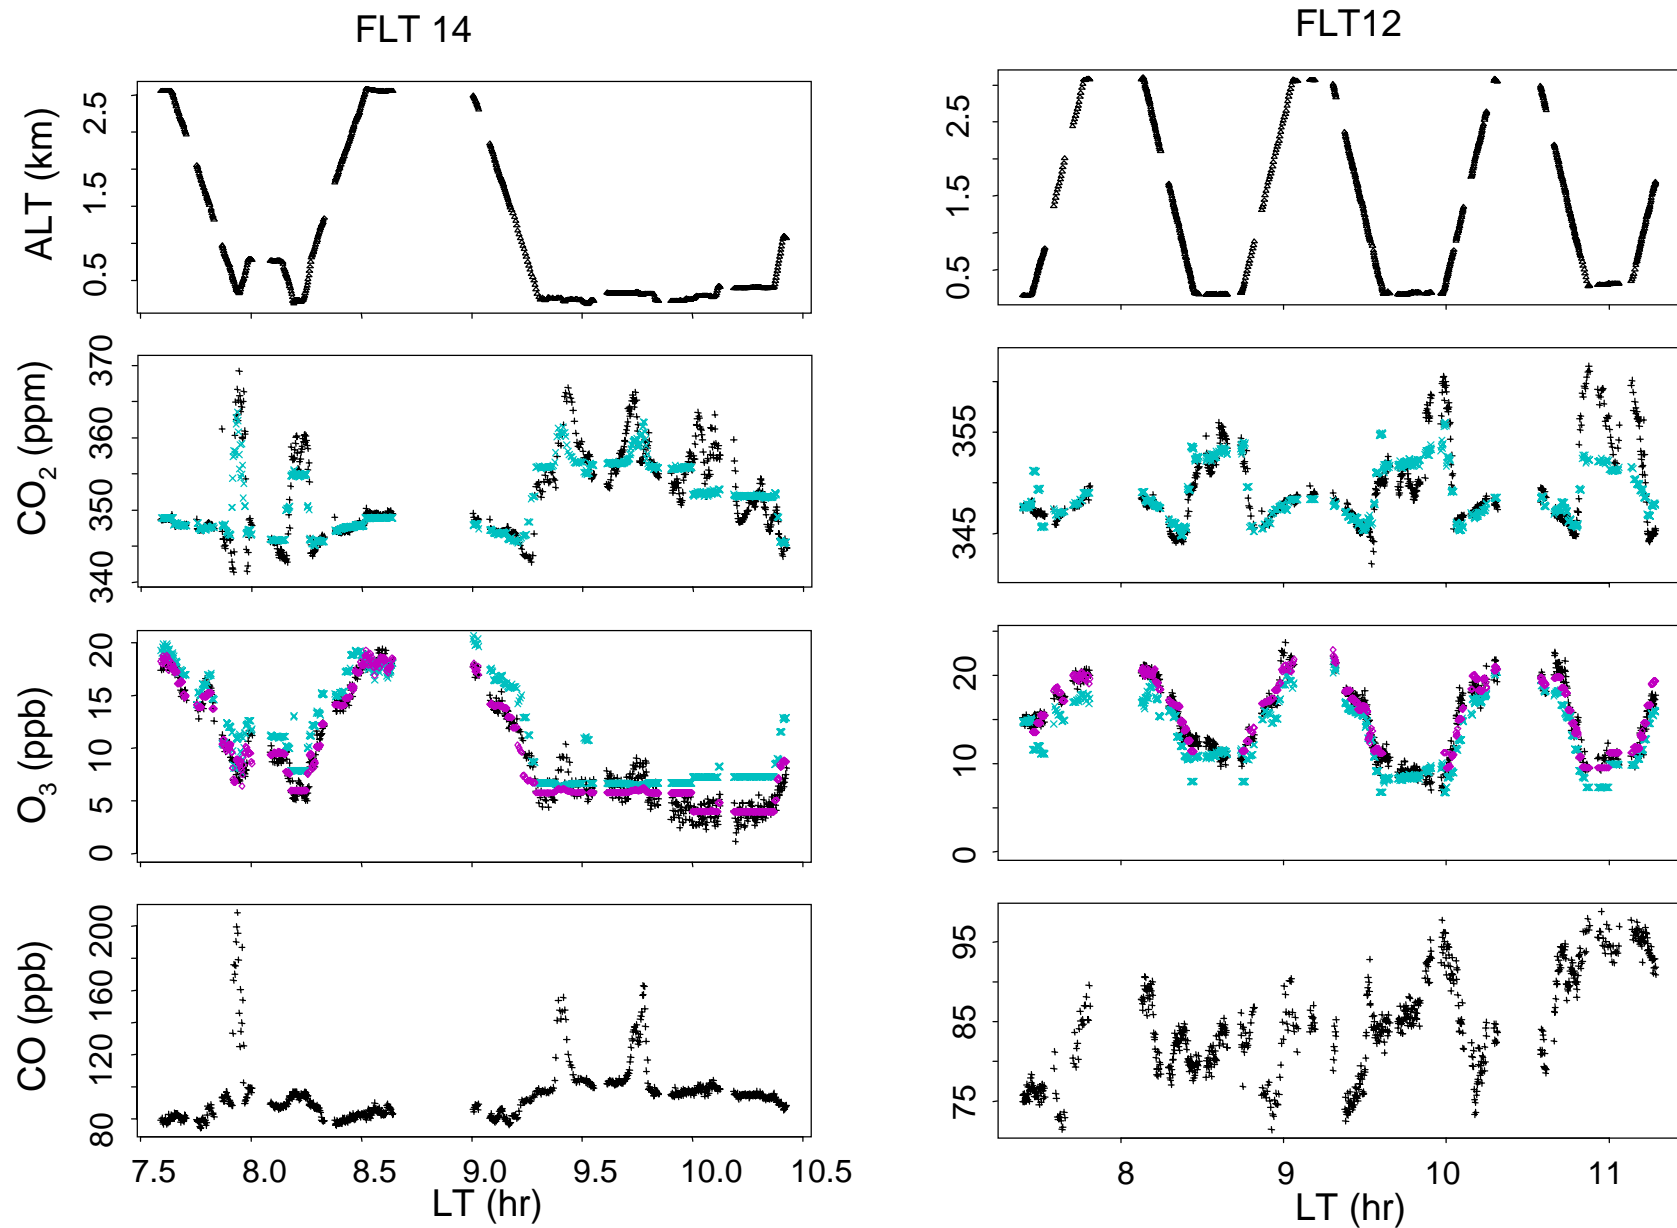 FLT 14
FLT12
ALT (km)
0.5 1.5 2.5
0.5 1.5 2.5
CO2 (ppm)
340 350 360 370
345 355
O3 (ppb)
0 5 10 15 20
0 10 20
CO (ppb)
80 120 160 200
75 85 95
7.5 8.0 8.5 9.0 9.5 10.0 10.5
8 9 10 11
LT (hr)
LT (hr)